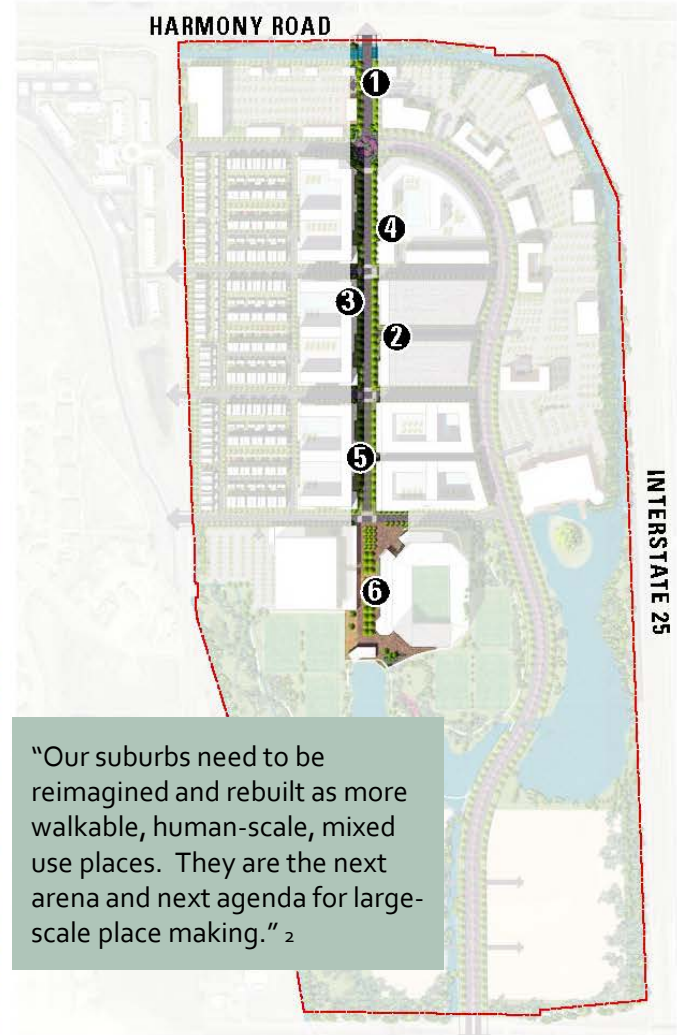 HARMONY ROAD
1
4
3
2
5
6
INTERSTATE 25
“Our suburbs need to be
reimagined and rebuilt as more
walkable, human-scale, mixed
use places.  They are the next
arena and next agenda for large-
scale place making.” 2